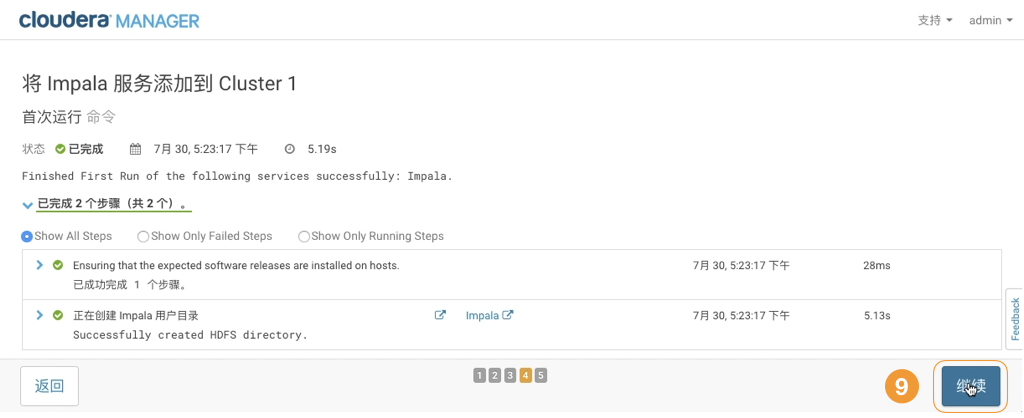 cloudera MANAGER
支持 admin
将 Impala 服务添加到 Cluster 1
首次运行 命令
状态 已完成 7月 30, 5:23:17 下午 5.19s
Finished First Run of the following services successfully: Impala.
已完成 2 个步骤（共 2 个）。
Show All Steps Show Only Failed Steps Show Only Running Steps
Ensuring that the expected software releases are installed on hosts. 7月 30, 5:23:17 下午 28ms
已成功完成 1 个步骤。
正在创建 Impala 用户目录 Impala 7月 30, 5:23:17 下午 5.13s
Successfully created HDFS directory.
Feedback
返回 1 2 3 4 5 9 继续